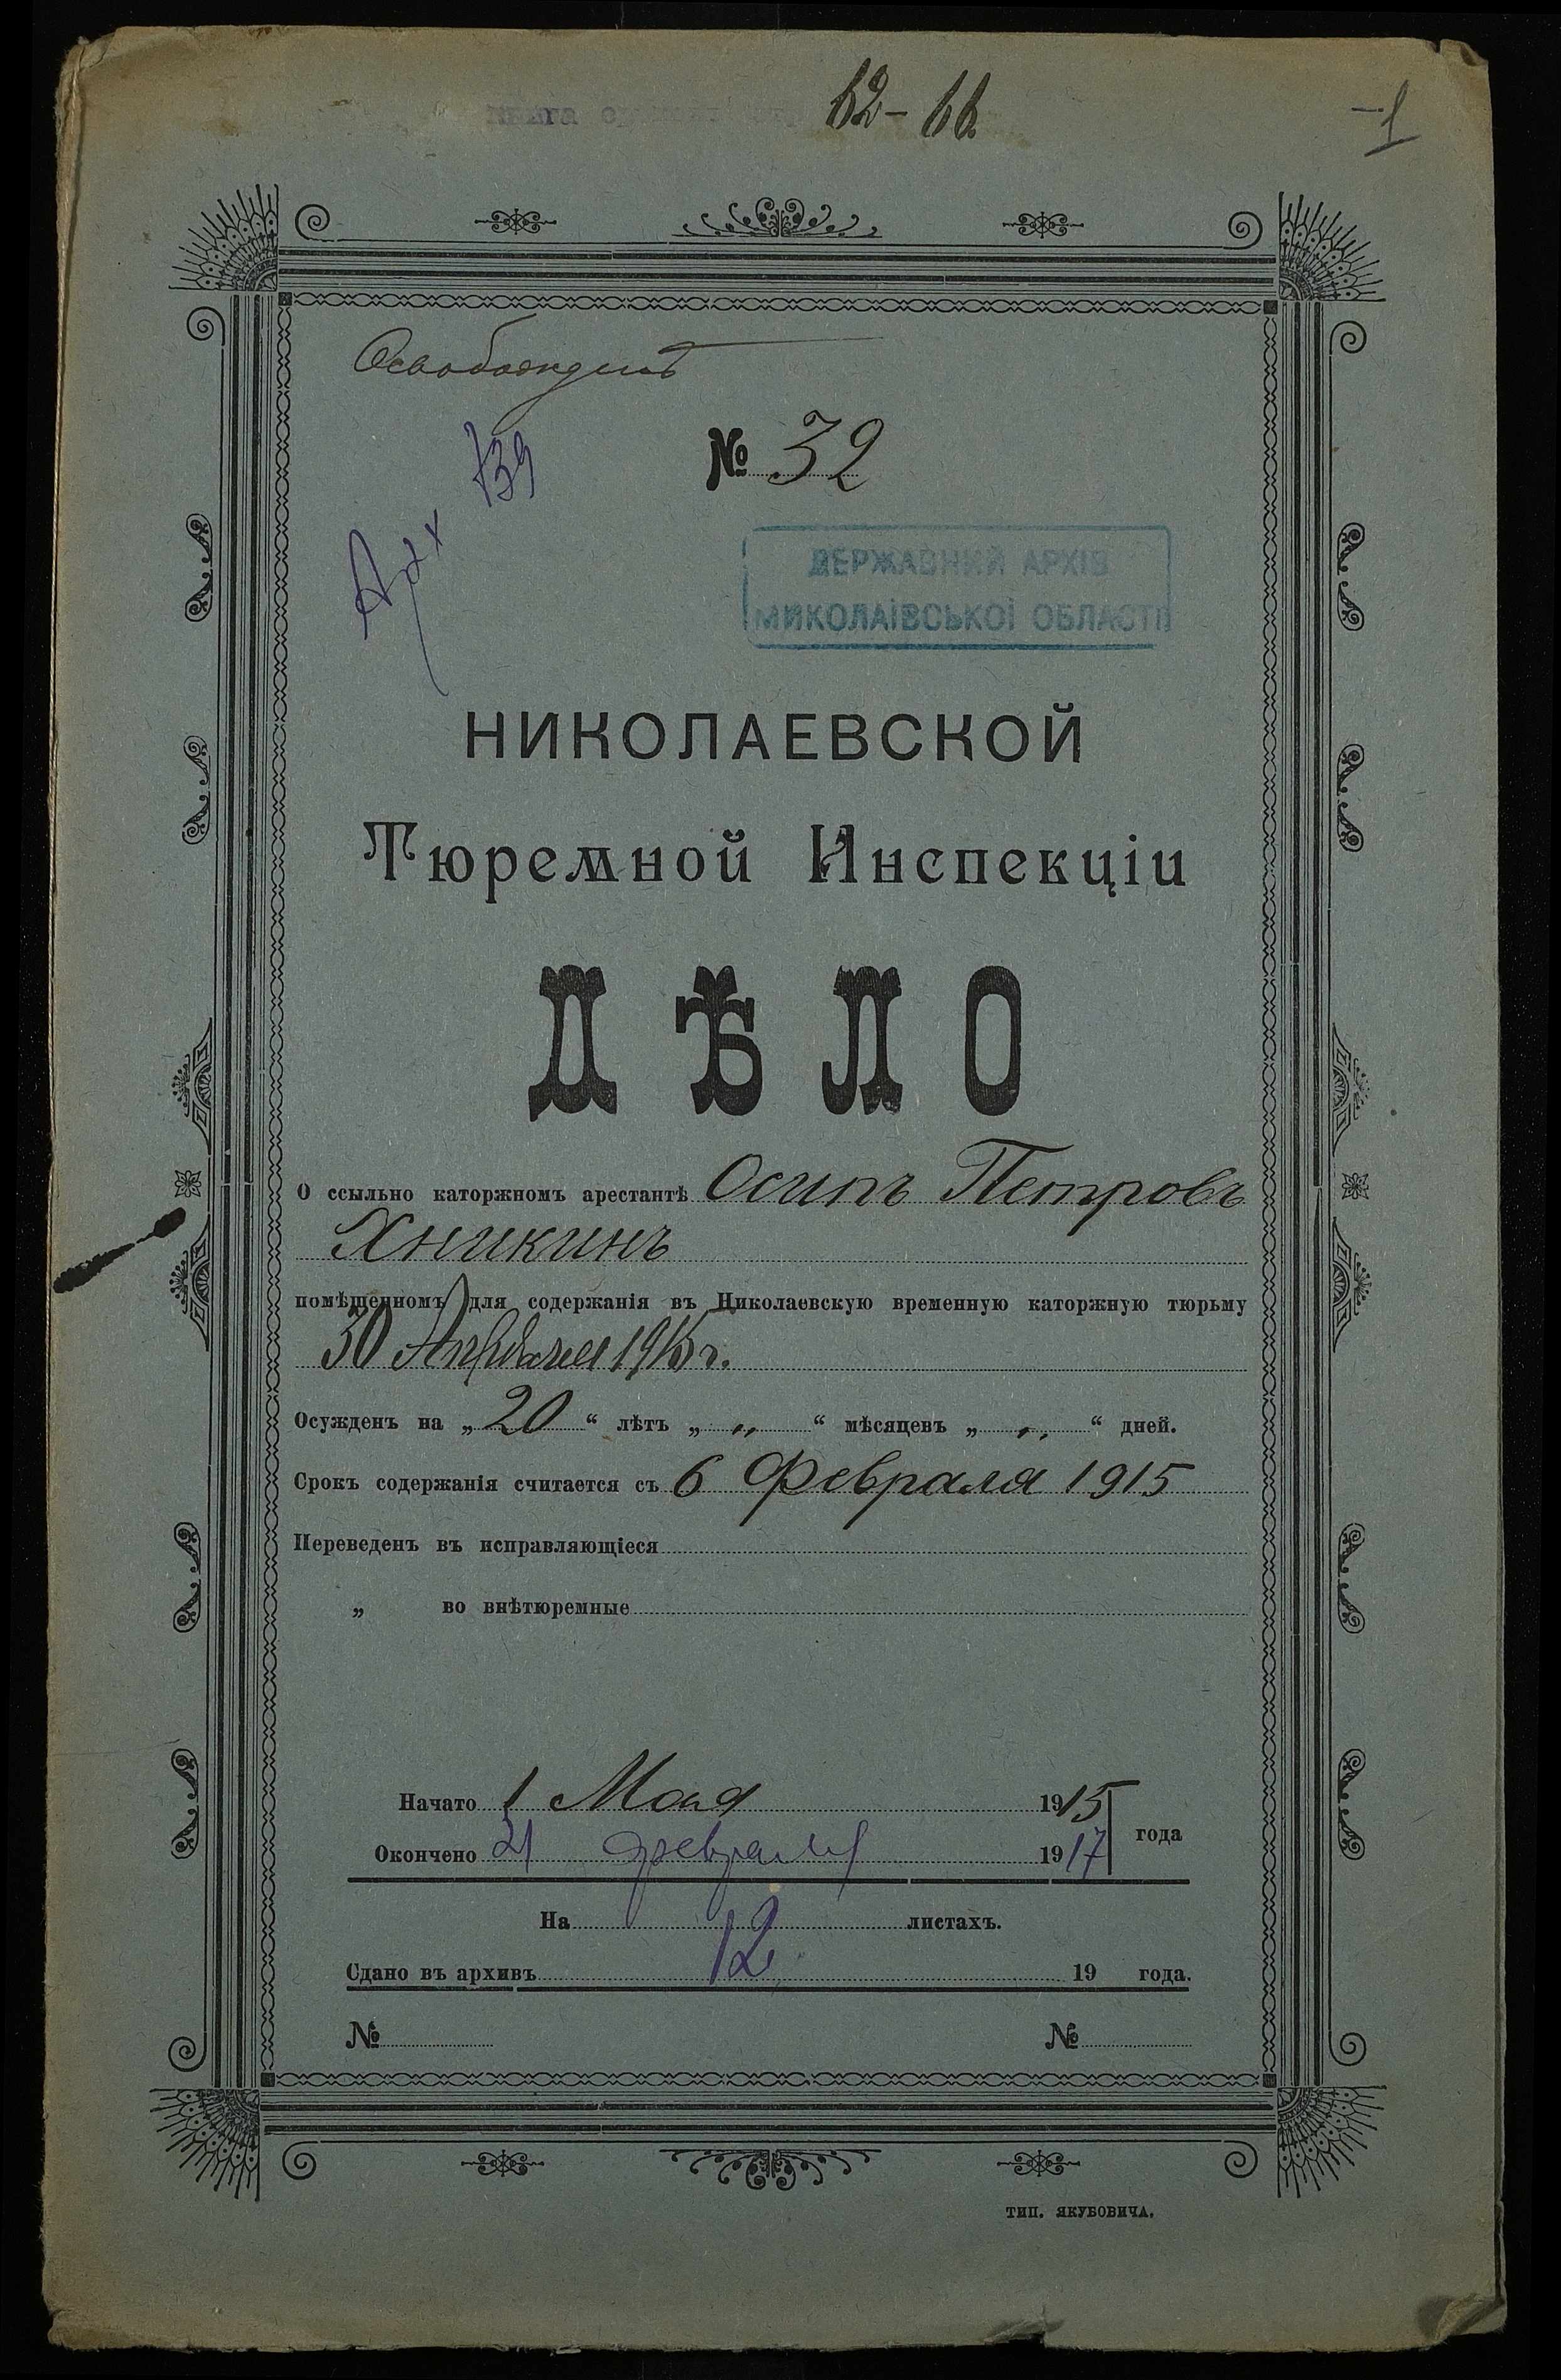 62-66
-1
Освобожденъ
739
№ 32
Арх
ДЕРЖАВНИЙ АРХІВ
МИКОЛАЇВСЬКОЇ ОБЛАСТІ
НИКОЛАЕВСКОЙ
Тюремной Инспекціи
ДѢЛО
О ссыльно каторжномъ арестантѣ Осипъ Петровъ
Хникинъ
помѣщенномъ для содержанія въ Николаевскую временную каторжную тюрьму
30 Апрѣля 1915 г.
Осужденъ на „ 20 “ лѣтъ „ „ “ мѣсяцевъ „ „ “ дней.
Срокъ содержанія считается съ 6 Февраля 1915
Переведенъ въ исправляющіеся
„ во внѣтюремные
Начато 1 Мая 1915
года
Окончено 21 февраля 1917
На 12 листахъ.
Сдано въ архивъ 19 года.
№ №
ТИП. ЯКУБОВИЧА.